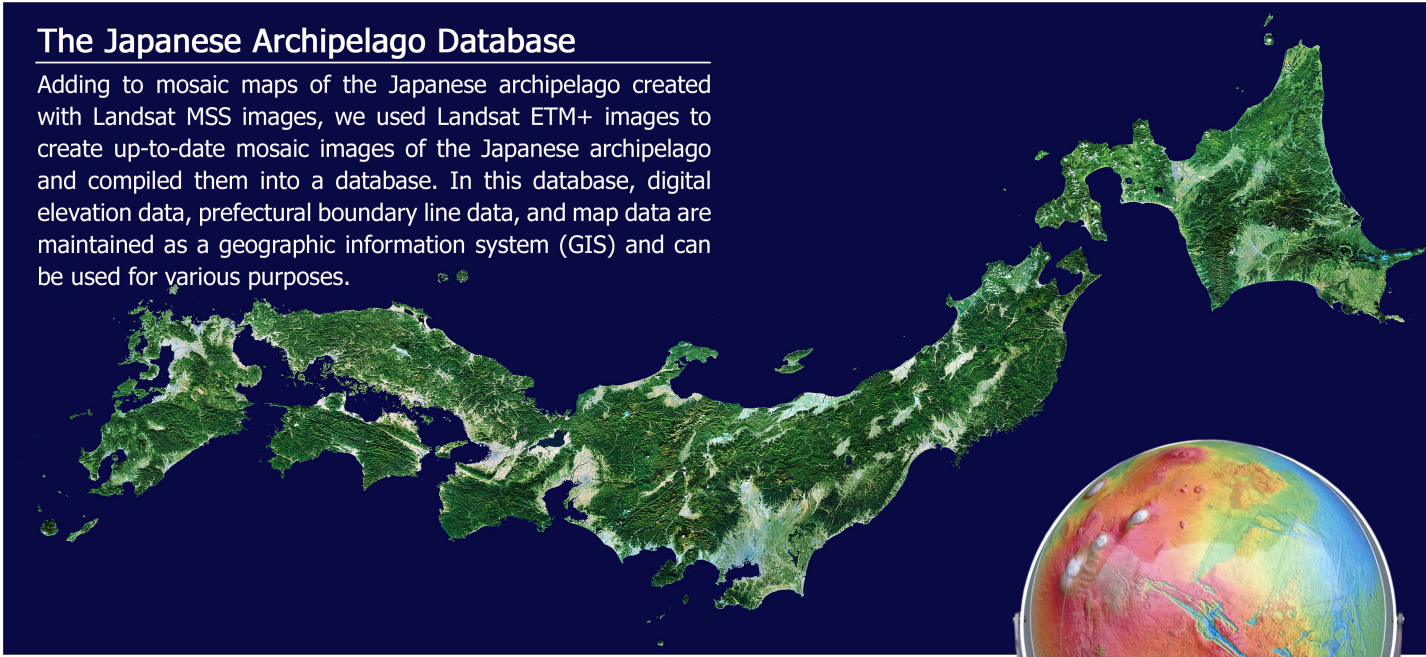 The Japanese Archipelago Database
Adding to mosaic maps of the Japanese archipelago created
with Landsat MSS images, we used Landsat ETM+ images to
create up-to-date mosaic images of the Japanese archipelago
and compiled them into a database. In this database, digital
elevation data, prefectural boundary line data, and map data are
maintained as a geographic information system (GIS) and can
be used for various purposes.